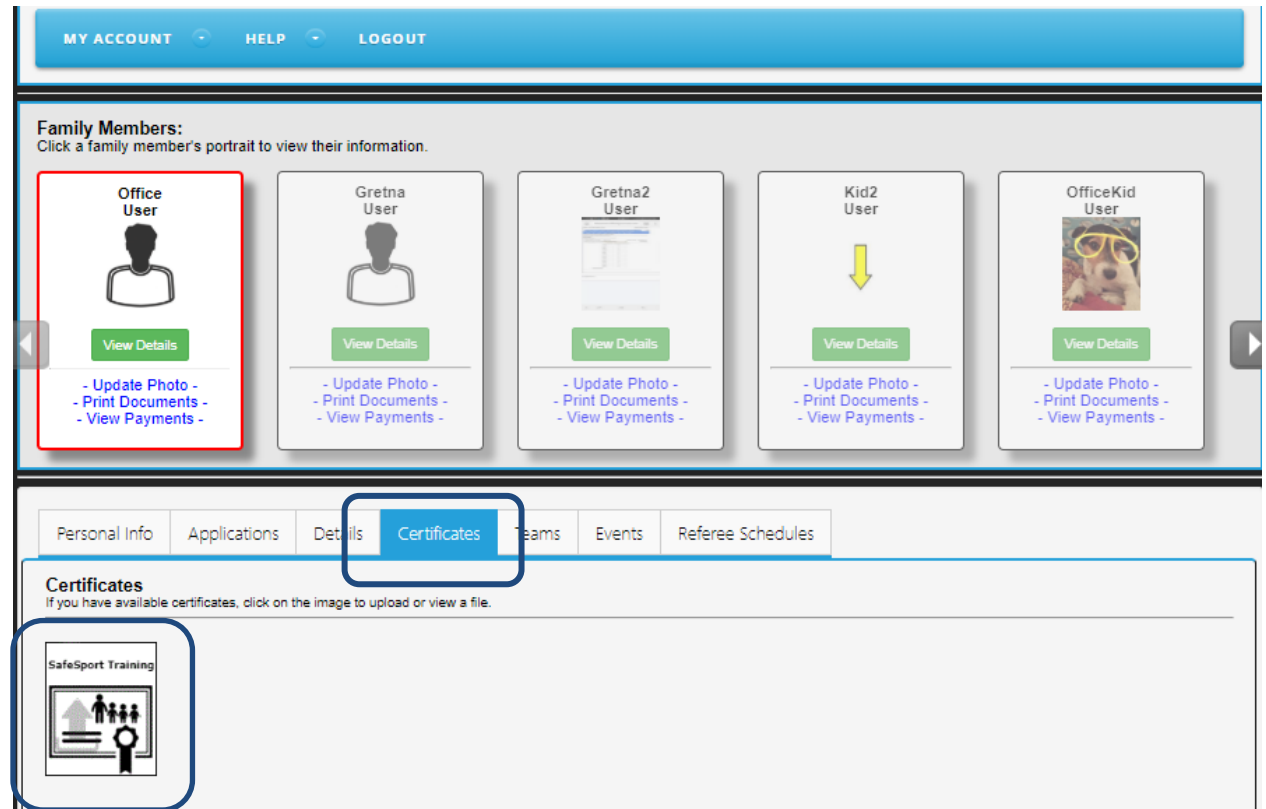 MY ACCOUNT HELP LOGOUT
Family Members:
Click a family member's portrait to view their information.
Office
User
View Details
- Update Photo -
- Print Documents -
- View Payments -
Gretna
User
View Details
- Update Photo -
- Print Documents -
- View Payments -
Gretna2
User
View Details
- Update Photo -
- Print Documents -
- View Payments -
Kid2
User
View Details
- Update Photo -
- Print Documents -
- View Payments -
OfficeKid
User
View Details
- Update Photo -
- Print Documents -
- View Payments -
Personal Info Applications Details Certificates Teams Events Referee Schedules
Certificates
If you have available certificates, click on the image to upload or view a file.
SafeSport Training